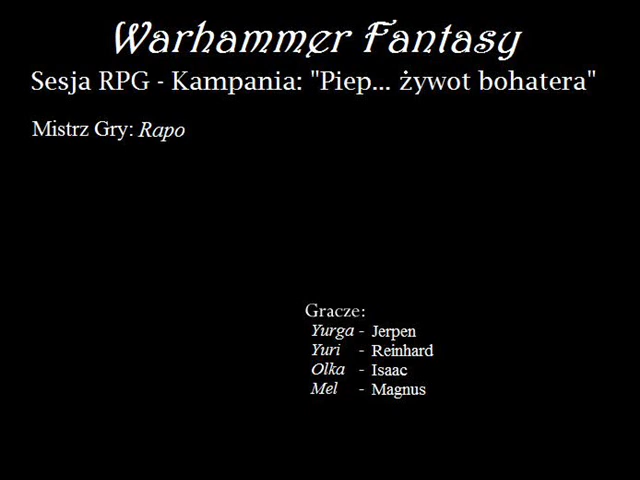 Warhammer Fantasy
Sesja RPG - Kampania: "Piep... żywot bohatera"
Mistrz Gry: Rapo
Gracze:
Yurga - Jerpen
Yuri - Reinhard
Olka - Isaac
Mel - Magnus